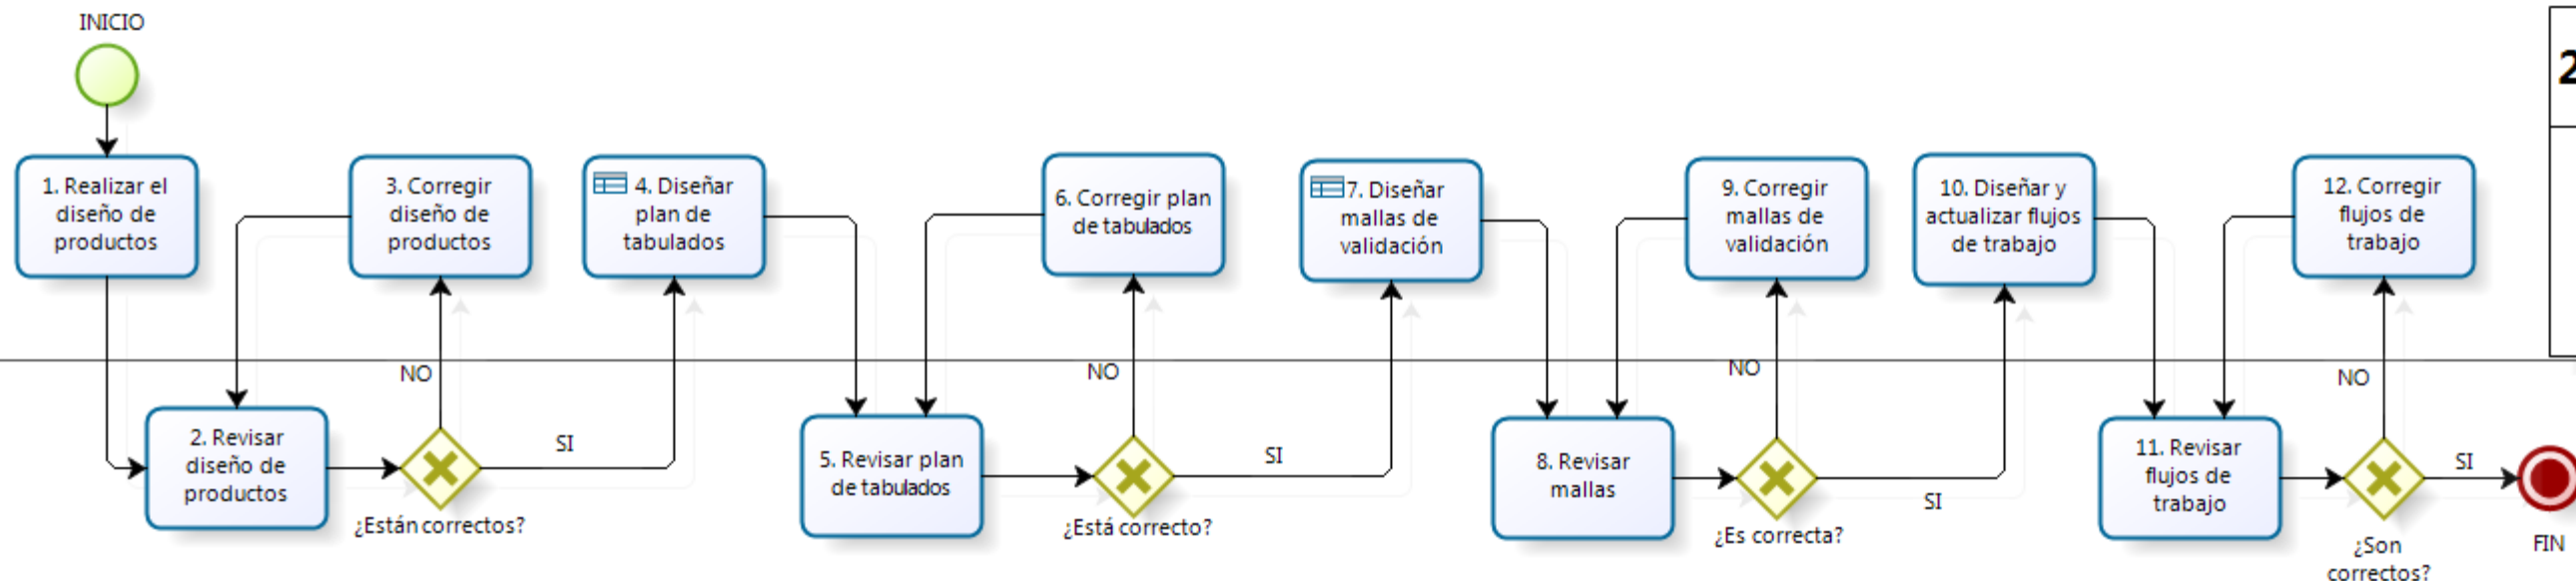 INICIO
1. Realizar el
diseño de
productos
3. Corregir
diseño de
productos
4. Diseñar
plan de
tabulados
6. Corregir plan
de tabulados
7. Diseñar
mallas de
validación
9. Corregir
mallas de
validación
10. Diseñar y
actualizar flujos
de trabajo
12. Corregir
flujos de
trabajo
2
NO
NO
NO
NO
2. Revisar
diseño de
productos
SI
¿Están correctos?
5. Revisar plan
de tabulados
SI
¿Está correcto?
8. Revisar
mallas
SI
¿Es correcta?
11. Revisar
flujos de
trabajo
SI
¿Son
correctos?
FIN